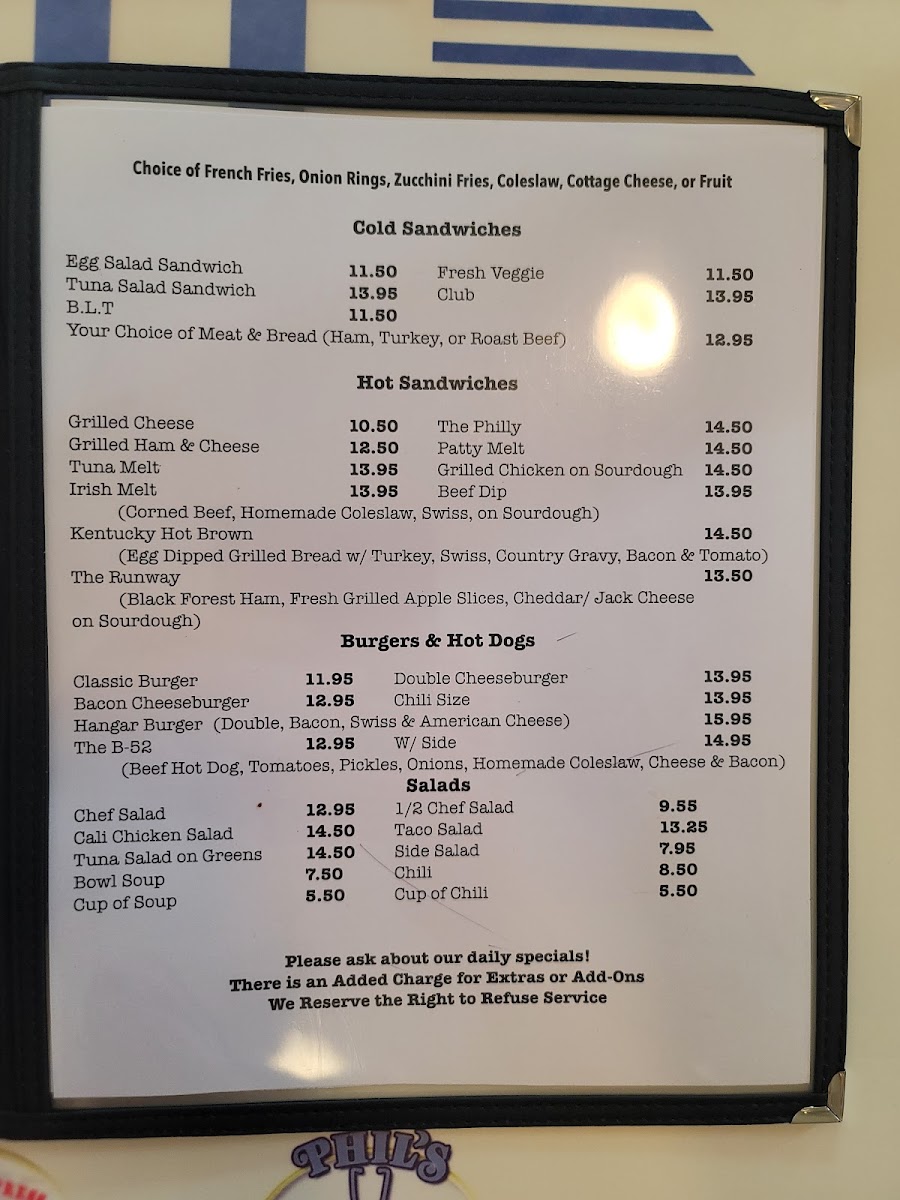 Choice of French Fries, Onion Rings, Zucchini Fries, Coleslaw, Cottage Cheese, or Fruit
Cold Sandwiches
Egg Salad Sandwich 11.50 Fresh Veggie 11.50
Tuna Salad Sandwich 13.95 Club 13.95
B.L.T 11.50
Your Choice of Meat & Bread (Ham, Turkey, or Roast Beef) 12.95
Hot Sandwiches
Grilled Cheese 10.50 The Philly 14.50
Grilled Ham & Cheese 12.50 Patty Melt 14.50
Tuna Melt 13.95 Grilled Chicken on Sourdough 14.50
Irish Melt 13.95 Beef Dip 13.95
(Corned Beef, Homemade Coleslaw, Swiss, on Sourdough)
Kentucky Hot Brown 14.50
(Egg Dipped Grilled Bread w/ Turkey, Swiss, Country Gravy, Bacon & Tomato)
The Runway 13.50
(Black Forest Ham, Fresh Grilled Apple Slices, Cheddar/ Jack Cheese
on Sourdough)
Burgers & Hot Dogs
Classic Burger 11.95 Double Cheeseburger 13.95
Bacon Cheeseburger 12.95 Chili Size 13.95
Hangar Burger (Double, Bacon, Swiss & American Cheese) 15.95
The B-52 12.95 W/ Side 14.95
(Beef Hot Dog, Tomatoes, Pickles, Onions, Homemade Coleslaw, Cheese & Bacon)
Salads
Chef Salad 12.95 1/2 Chef Salad 9.55
Cali Chicken Salad 14.50 Taco Salad 13.25
Tuna Salad on Greens 14.50 Side Salad 7.95
Bowl Soup 7.50 Chili 8.50
Cup of Soup 5.50 Cup of Chili 5.50
Please ask about our daily specials!
There is an Added Charge for Extras or Add-Ons
We Reserve the Right to Refuse Service
PHIL'S